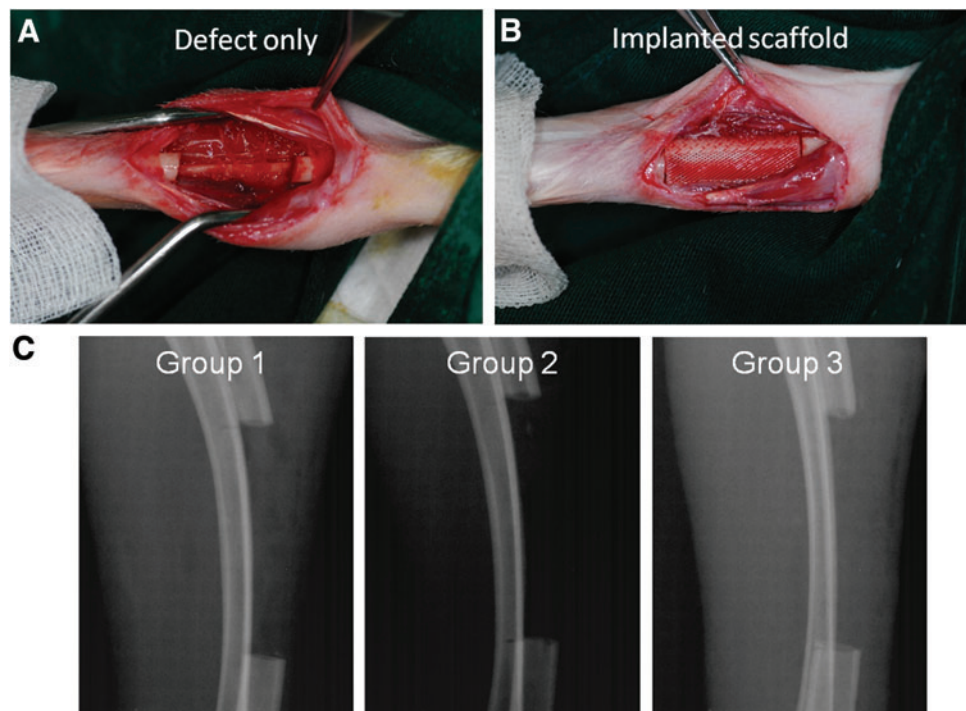 A
Defect only
B
Implanted scaffold
C
Group 1
Group 2
Group 3